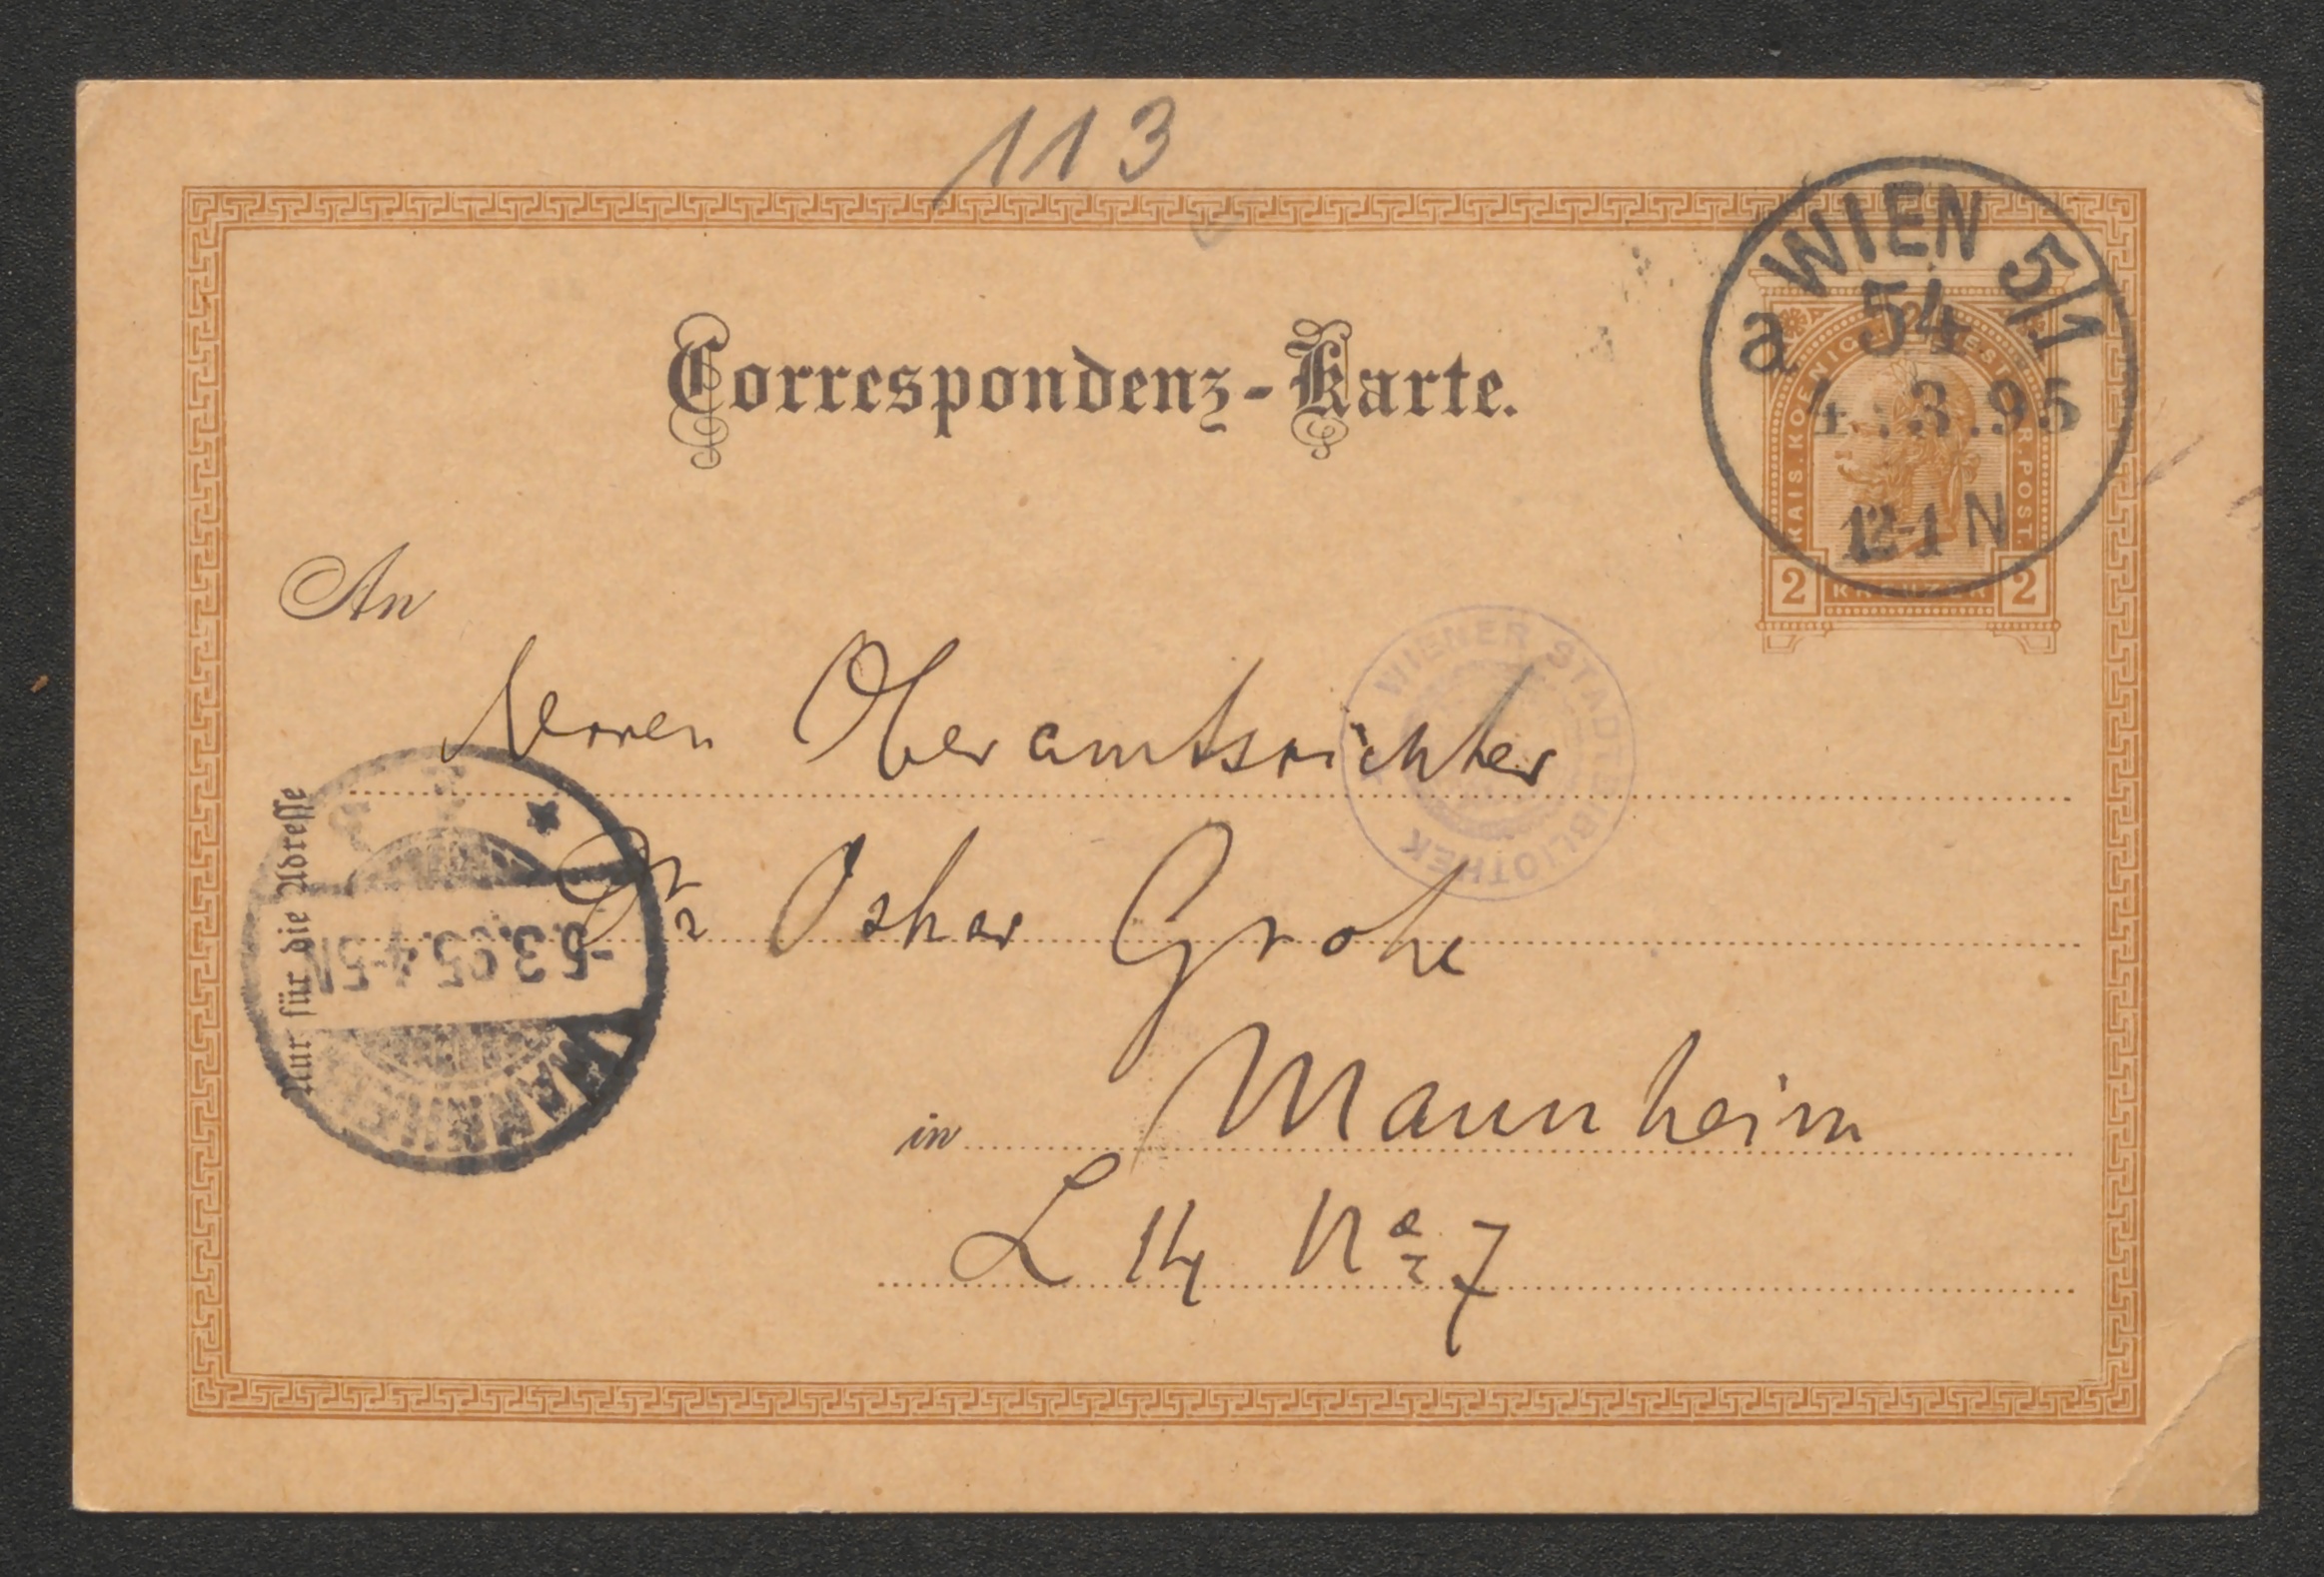 113
WIEN 5/1
54
a
4.3.95
12-1 N
KAIS. KOENIGL. OESTERR. POST
2 KREUZER 2
Correspondenz-Karte.
An
Herrn Oberamtsrichter
WIENER STADTBIBLIOTHEK
Dr Oskar Grohe
Nur für die Adresse
-5.3.95.4-5N
MANNHEIM
in Mannheim
L 14 No 7